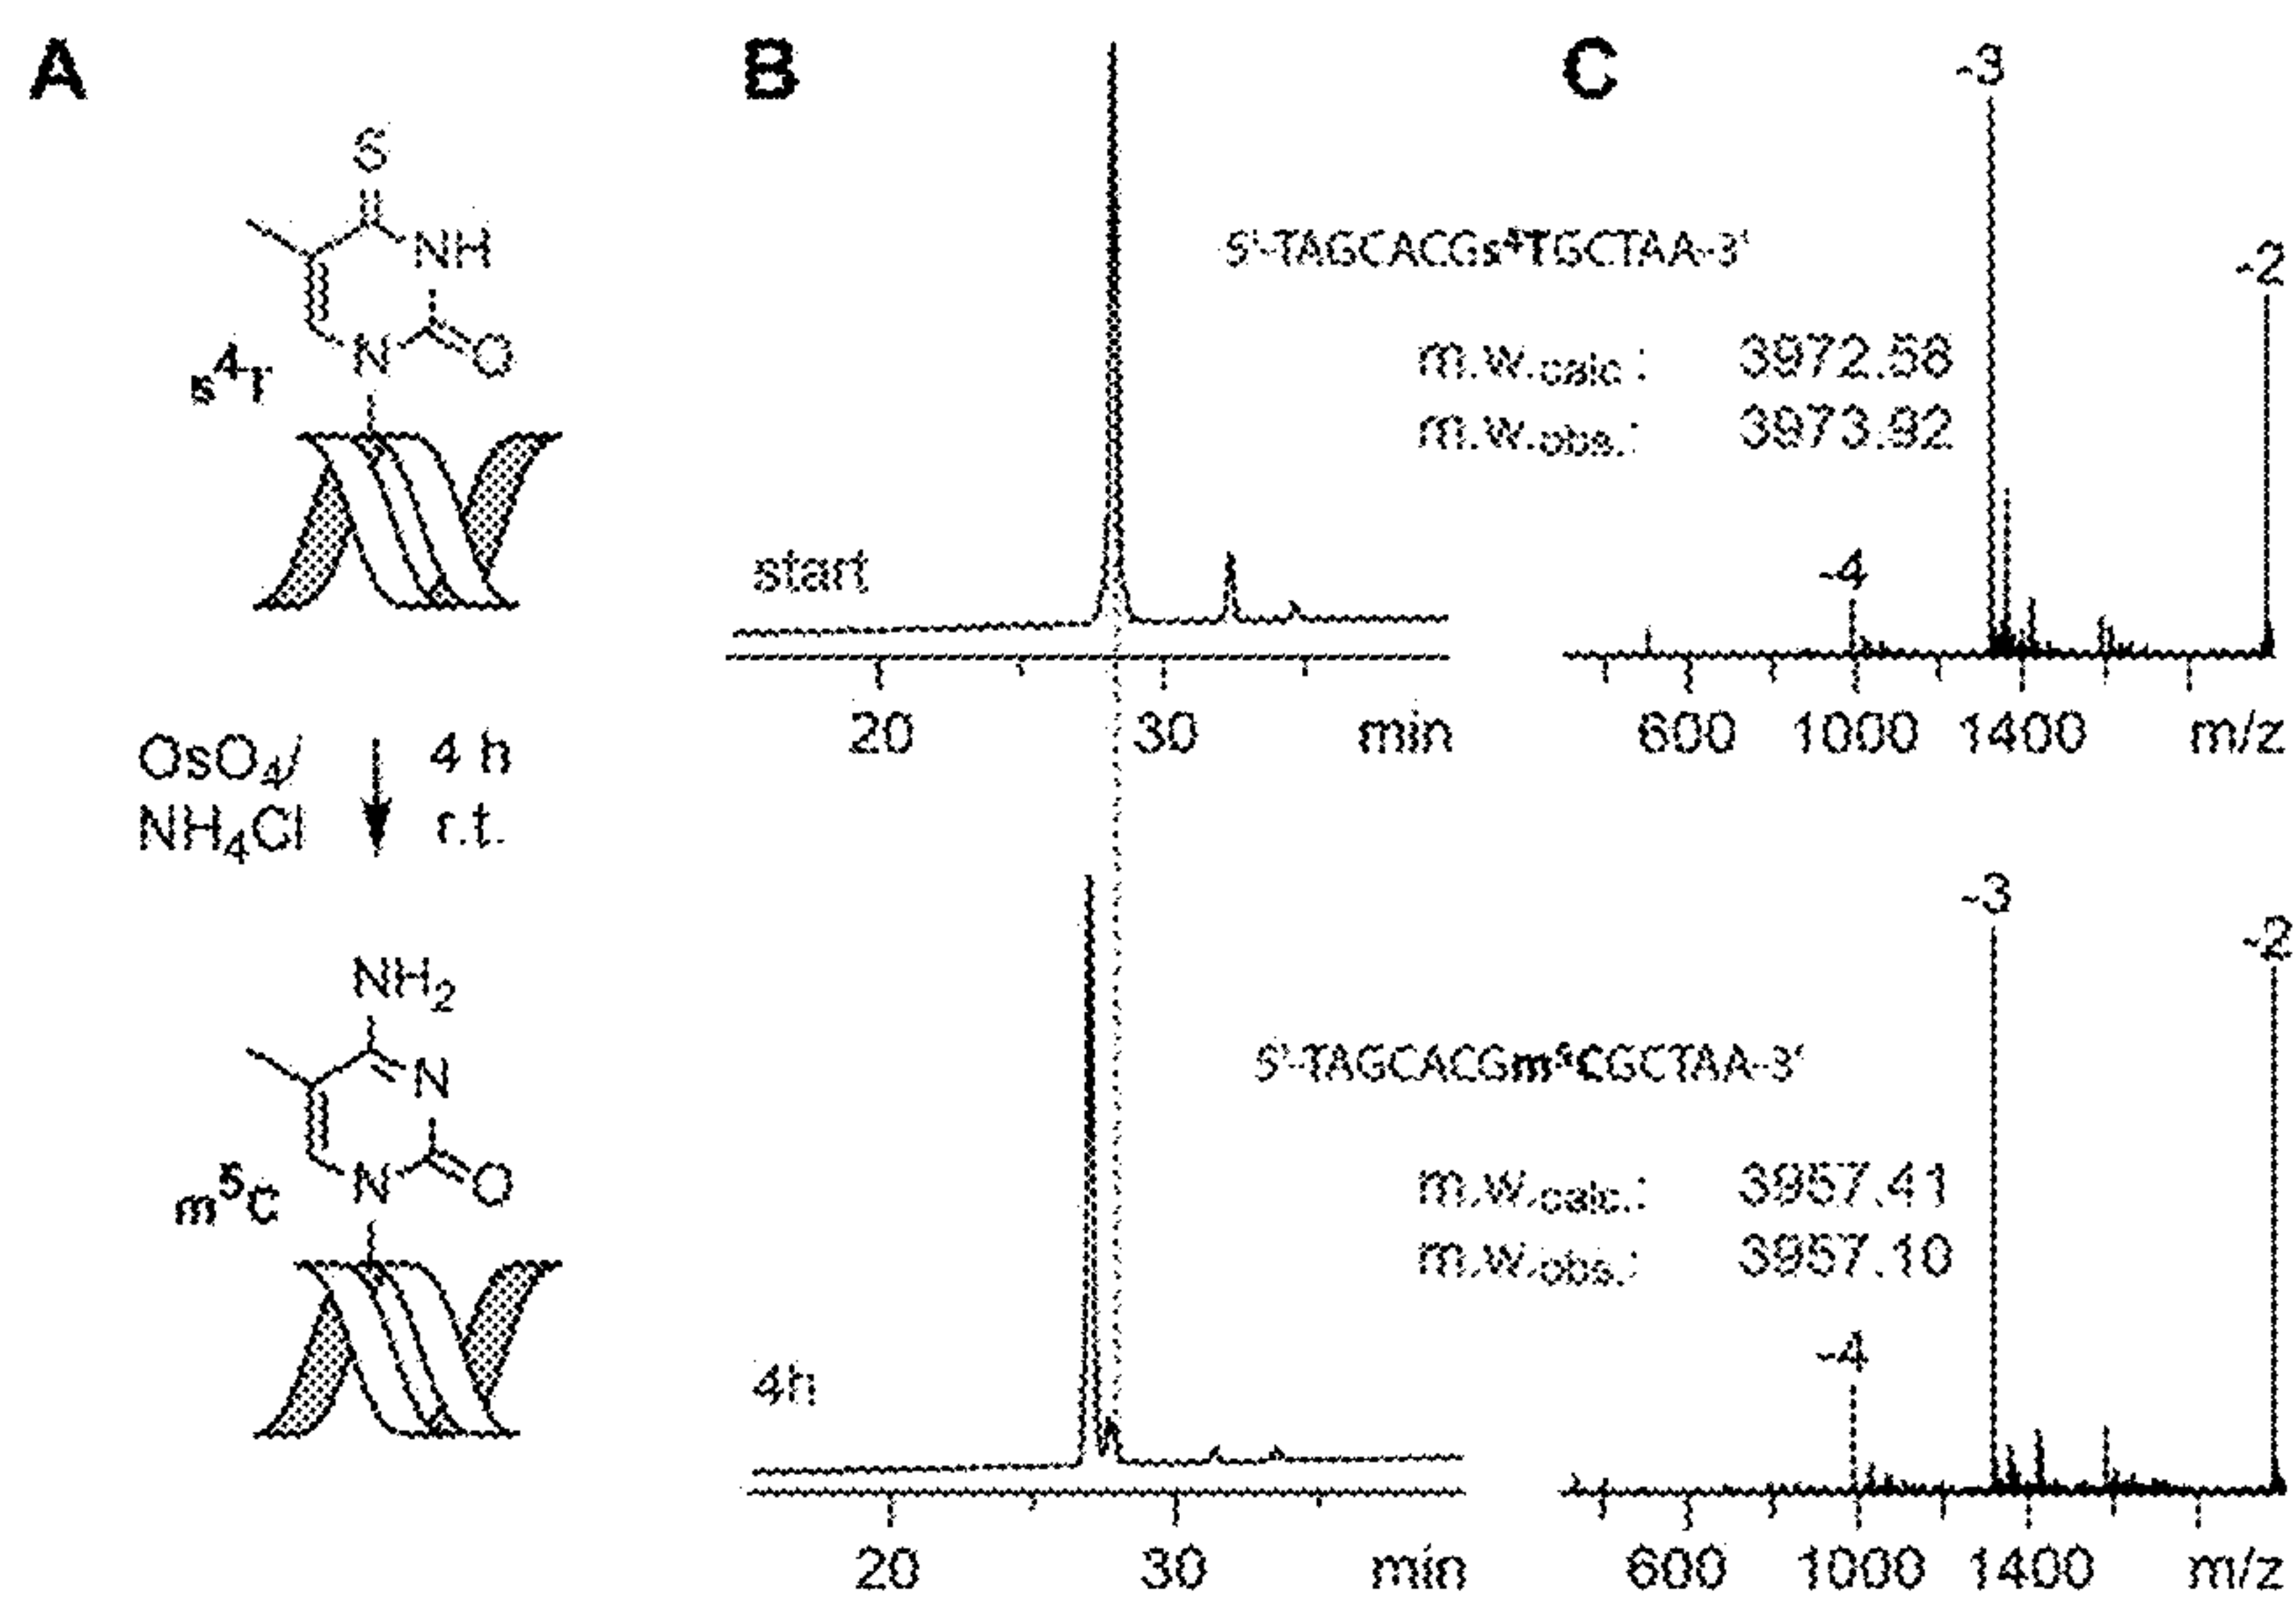 A
S
NH
N
O
s4T
OsO4/
NH4Cl
4 h
r.t.
NH2
N
N
O
m5C
B
start
20
30
min
4h
20
30
min
C
-3
-2
-4
5'-TAGCACGs4TGCTAA-3'
m.w.calc.: 3972.58
m.w.obs.: 3973.92
600
1000
1400
m/z
-3
-2
-4
5'-TAGCACGm5CGCTAA-3'
m.w.calc.: 3957.41
m.w.obs.: 3957.10
600
1000
1400
m/z